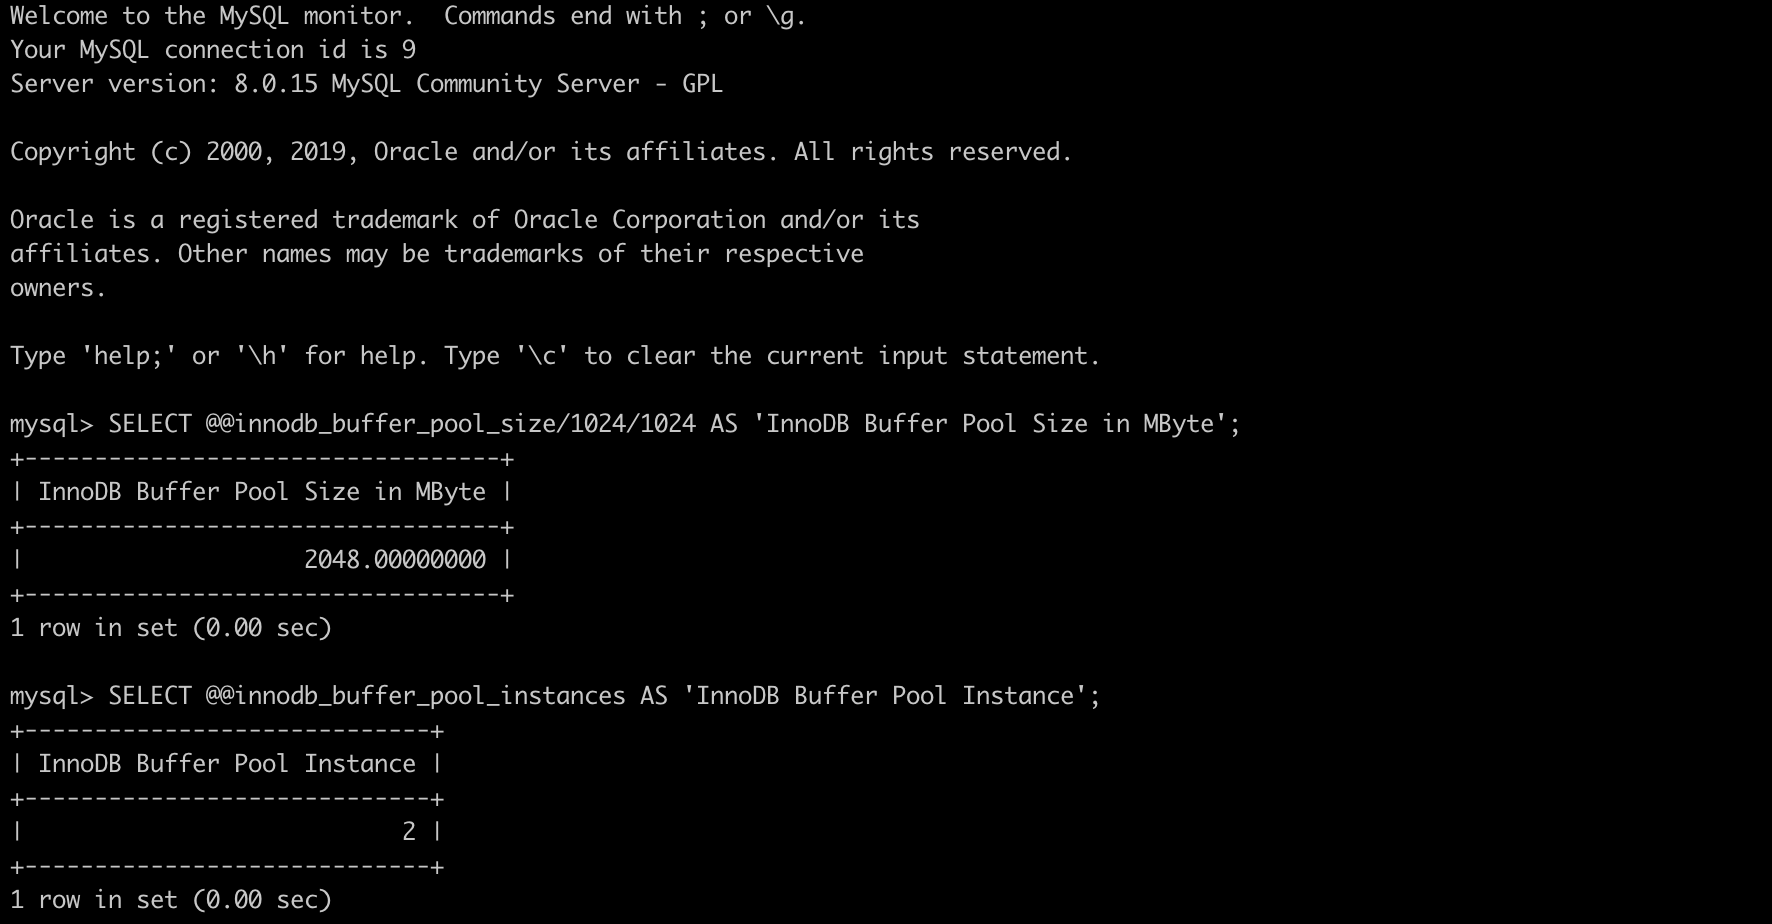 Welcome to the MySQL monitor.  Commands end with ; or \g.
Your MySQL connection id is 9
Server version: 8.0.15 MySQL Community Server - GPL

Copyright (c) 2000, 2019, Oracle and/or its affiliates. All rights reserved.

Oracle is a registered trademark of Oracle Corporation and/or its
affiliates. Other names may be trademarks of their respective
owners.

Type 'help;' or '\h' for help. Type '\c' to clear the current input statement.

mysql> SELECT @@innodb_buffer_pool_size/1024/1024 AS 'InnoDB Buffer Pool Size in MByte';
+----------------------------------+
| InnoDB Buffer Pool Size in MByte |
+----------------------------------+
|                    2048.00000000 |
+----------------------------------+
1 row in set (0.00 sec)

mysql> SELECT @@innodb_buffer_pool_instances AS 'InnoDB Buffer Pool Instance';
+-----------------------------+
| InnoDB Buffer Pool Instance |
+-----------------------------+
|                           2 |
+-----------------------------+
1 row in set (0.00 sec)